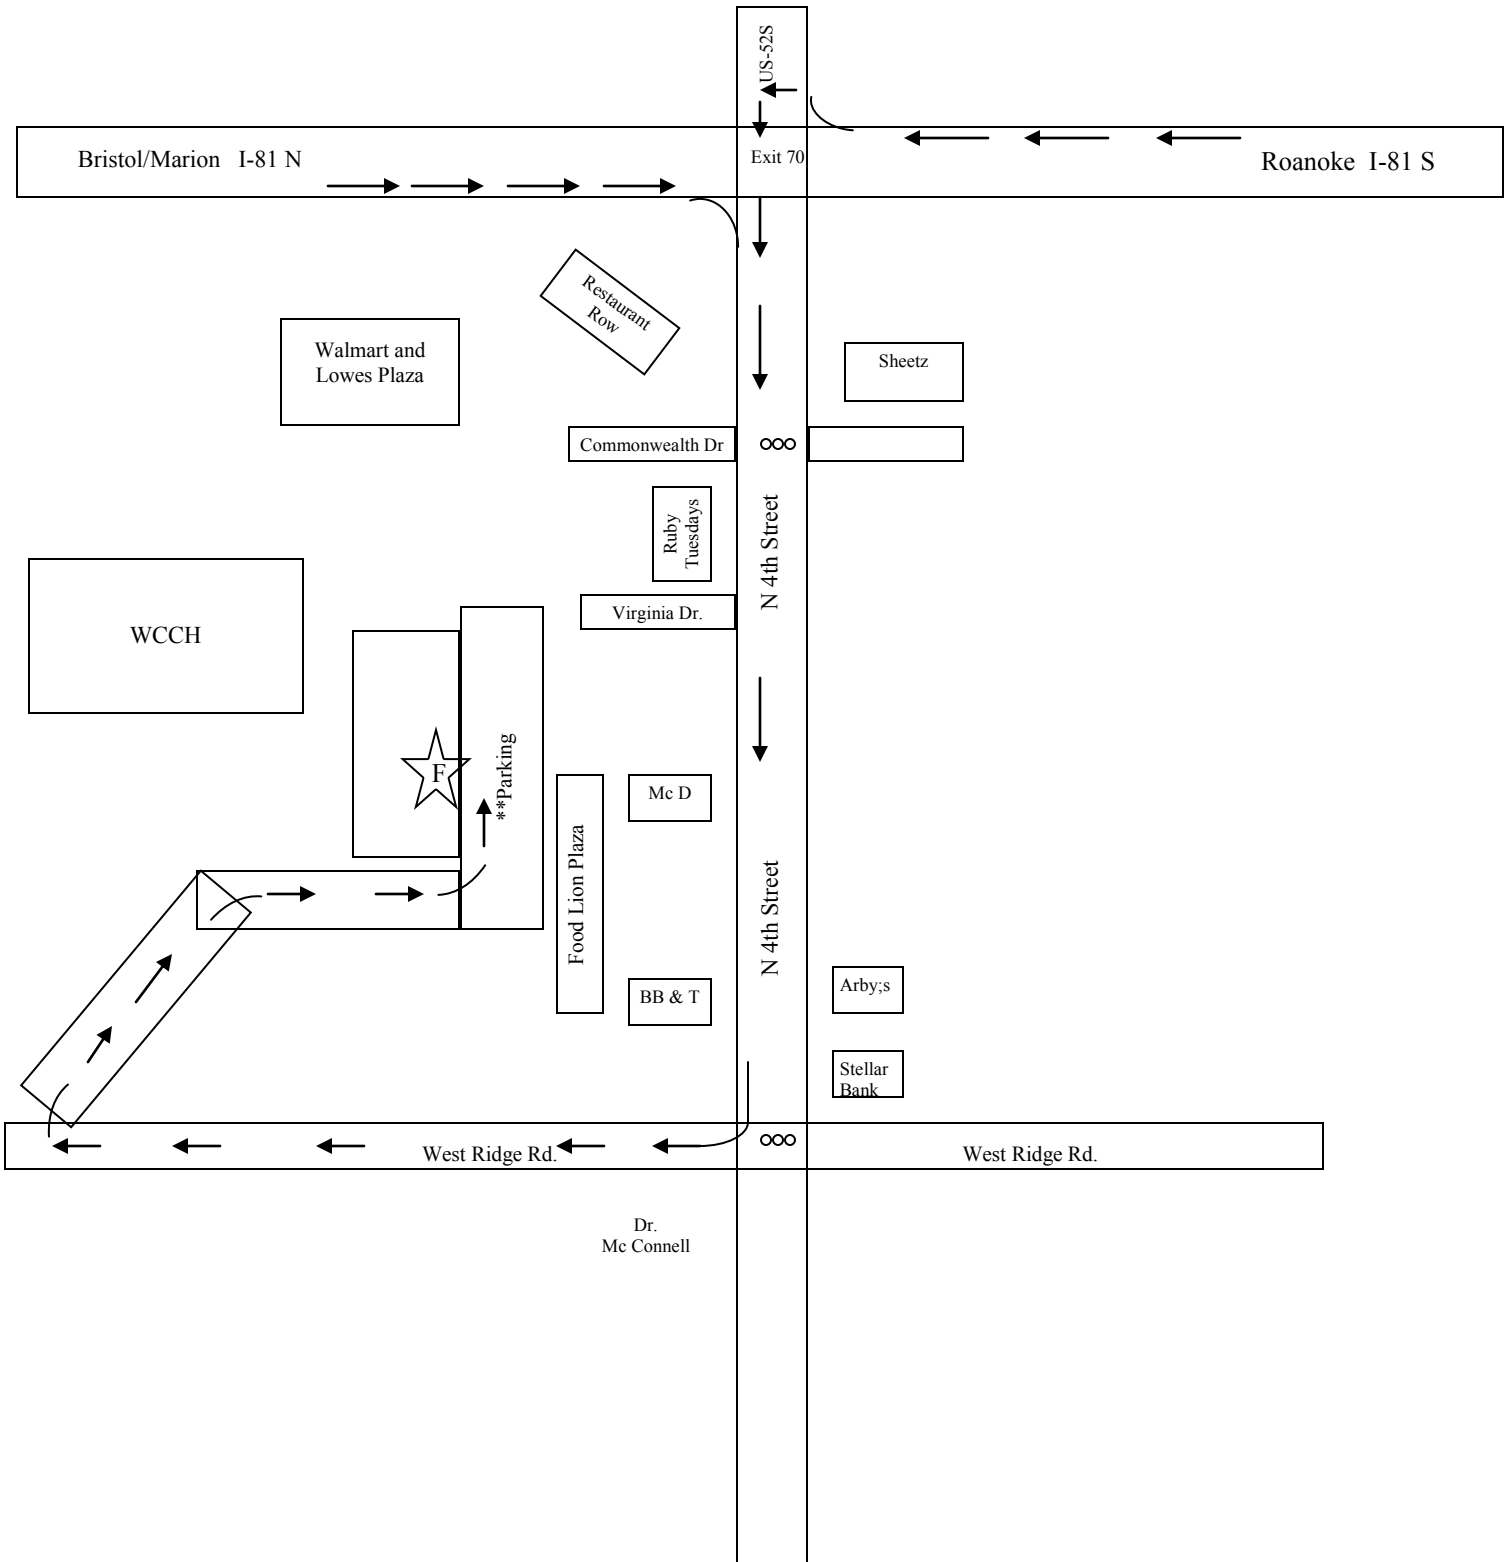 US-52S
Bristol/Marion I-81 N
Exit 70
Roanoke I-81 S
Restaurant
Row
Walmart and
Lowes Plaza
Sheetz
Commonwealth Dr
Ruby
Tuesdays
N 4th Street
Virginia Dr.
WCCH
F
**Parking
Mc D
Food Lion Plaza
N 4th Street
BB & T
Arby;s
Stellar
Bank
West Ridge Rd.
West Ridge Rd.
Dr.
Mc Connell